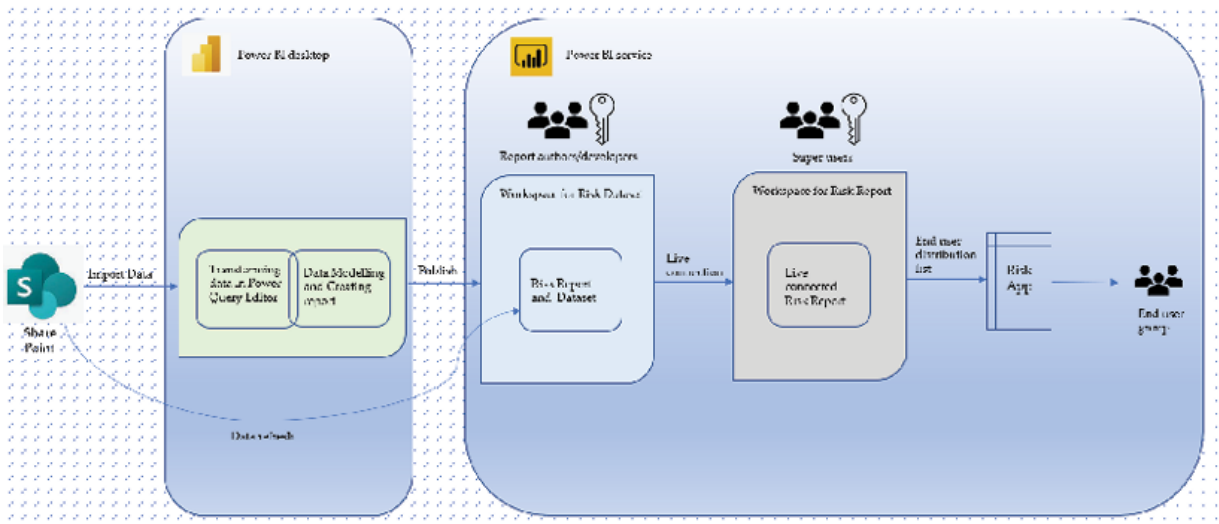 Power BI desktop
Power BI service
Report authors/developers
Super users
Workspace for Risk Dataset
Workspace for Risk Report
S
Share
Point
Import Data
Transforming
data in Power
Query Editor
Data Modelling
and Creating
report
Publish
Risk Report
and Dataset
Live
connection
Live
connected
Risk Report
End user
distribution
list
Risk
App
End user
group
Data refresh